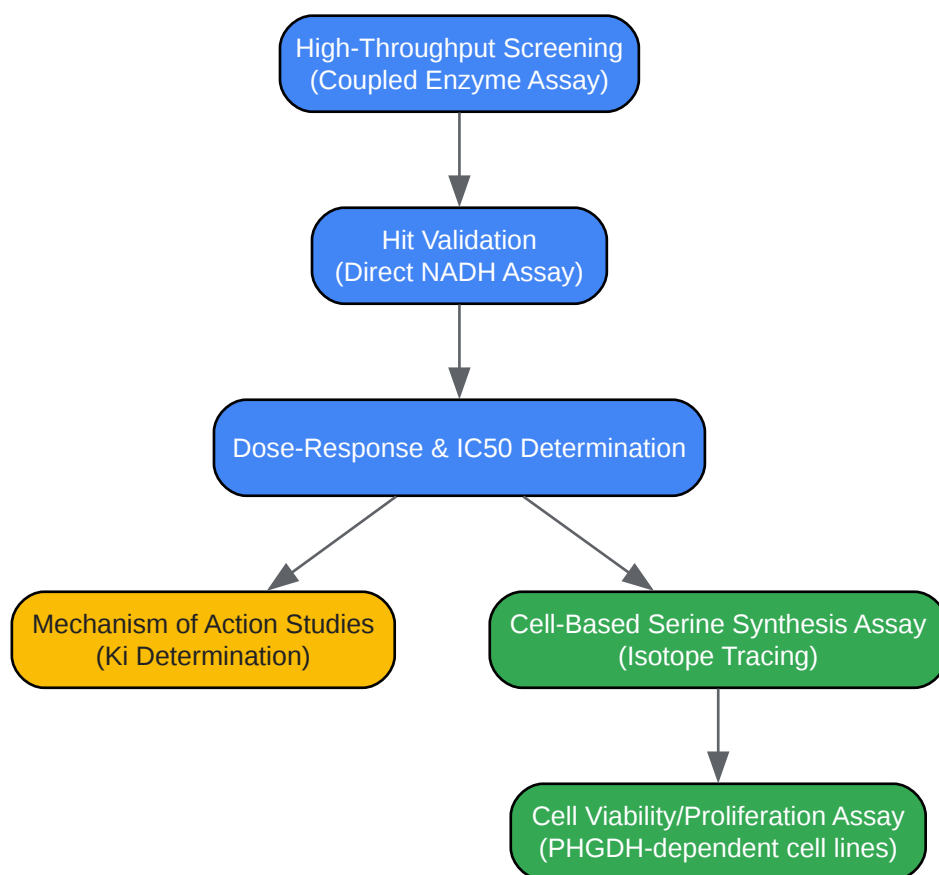 High-Throughput Screening
(Coupled Enzyme Assay)
Hit Validation
(Direct NADH Assay)
Dose-Response & IC50 Determination
Mechanism of Action Studies
(Ki Determination)
Cell-Based Serine Synthesis Assay
(Isotope Tracing)
Cell Viability/Proliferation Assay
(PHGDH-dependent cell lines)